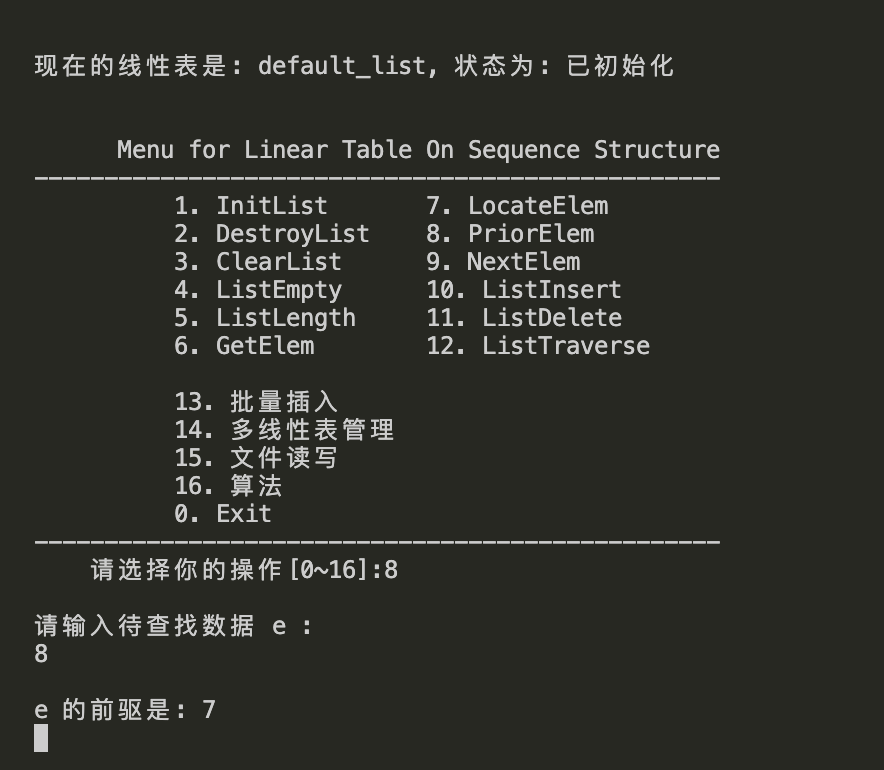 现在的线性表是: default_list, 状态为: 已初始化
Menu for Linear Table On Sequence Structure
-------------------------------------------------
1. InitList 7. LocateElem
2. DestroyList 8. PriorElem
3. ClearList 9. NextElem
4. ListEmpty 10. ListInsert
5. ListLength 11. ListDelete
6. GetElem 12. ListTraverse
13. 批量插入
14. 多线性表管理
15. 文件读写
16. 算法
0. Exit
-------------------------------------------------
请选择你的操作[0~16]:8
请输入待查找数据 e :
8
e 的前驱是: 7